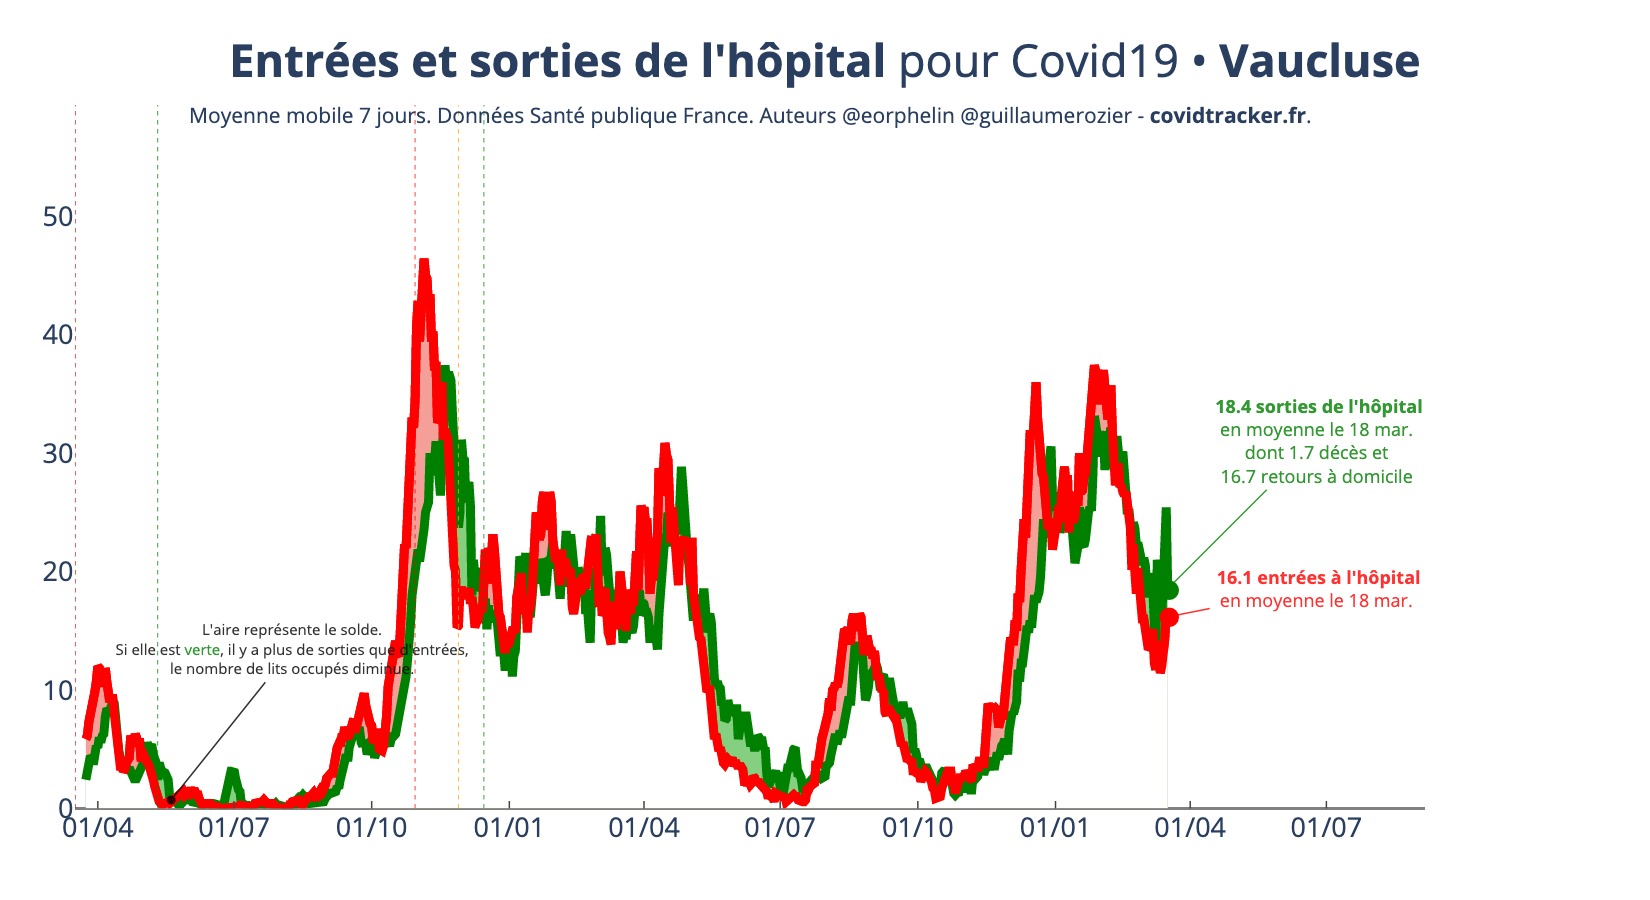 Entrées et sorties de l'hôpital pour Covid19 • Vaucluse
Moyenne mobile 7 jours. Données Santé publique France. Auteurs @eorphelin @guillaumerozier - covidtracker.fr.
50
40
30
20
10
0
18.4 sorties de l'hôpital
en moyenne le 18 mar.
dont 1.7 décès et
16.7 retours à domicile
16.1 entrées à l'hôpital
en moyenne le 18 mar.
L'aire représente le solde.
Si elle est verte, il y a plus de sorties que d'entrées,
le nombre de lits occupés diminue.
01/04 01/07 01/10 01/01 01/04 01/07 01/10 01/01 01/04 01/07